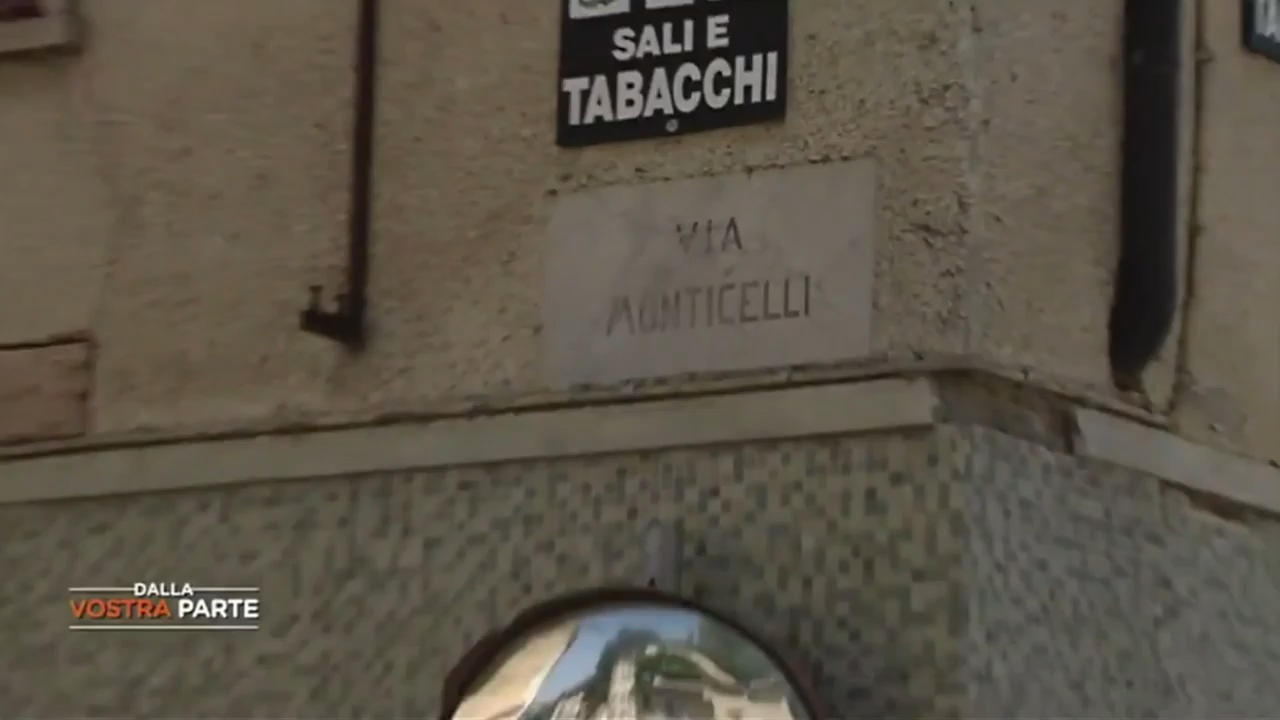 SALI E
TABACCHI
VIA
MONTICELLI
DALLA
VOSTRA PARTE